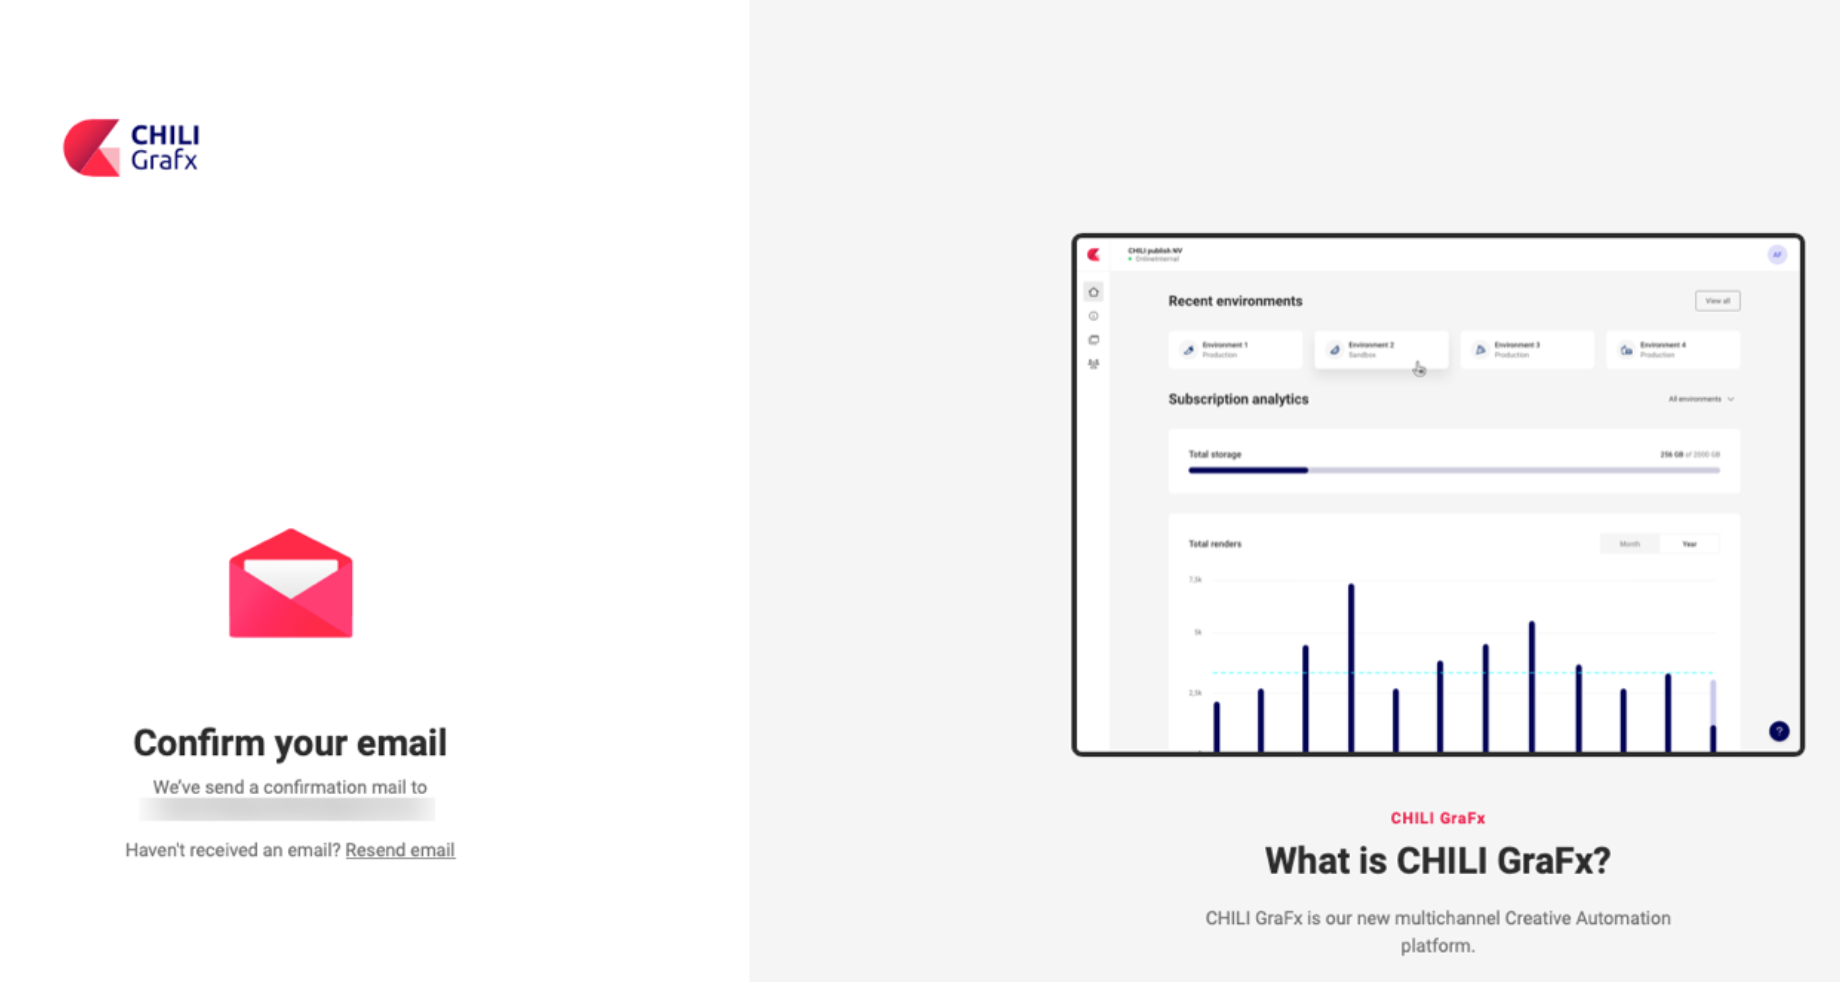 CHILI
Grafx
Confirm your email
We've send a confirmation mail to
Haven't received an email? Resend email
CHILI publish NV
OnlineInternal
AF
Recent environments
View all
Environment 1
Production
Environment 2
Sandbox
Environment 3
Production
Environment 4
Production
Subscription analytics
All environments
Total storage
256 GB of 2000 GB
Total renders
Month
Year
7,5k
5k
2,5k
?
CHILI GraFx
What is CHILI GraFx?
CHILI GraFx is our new multichannel Creative Automation
platform.